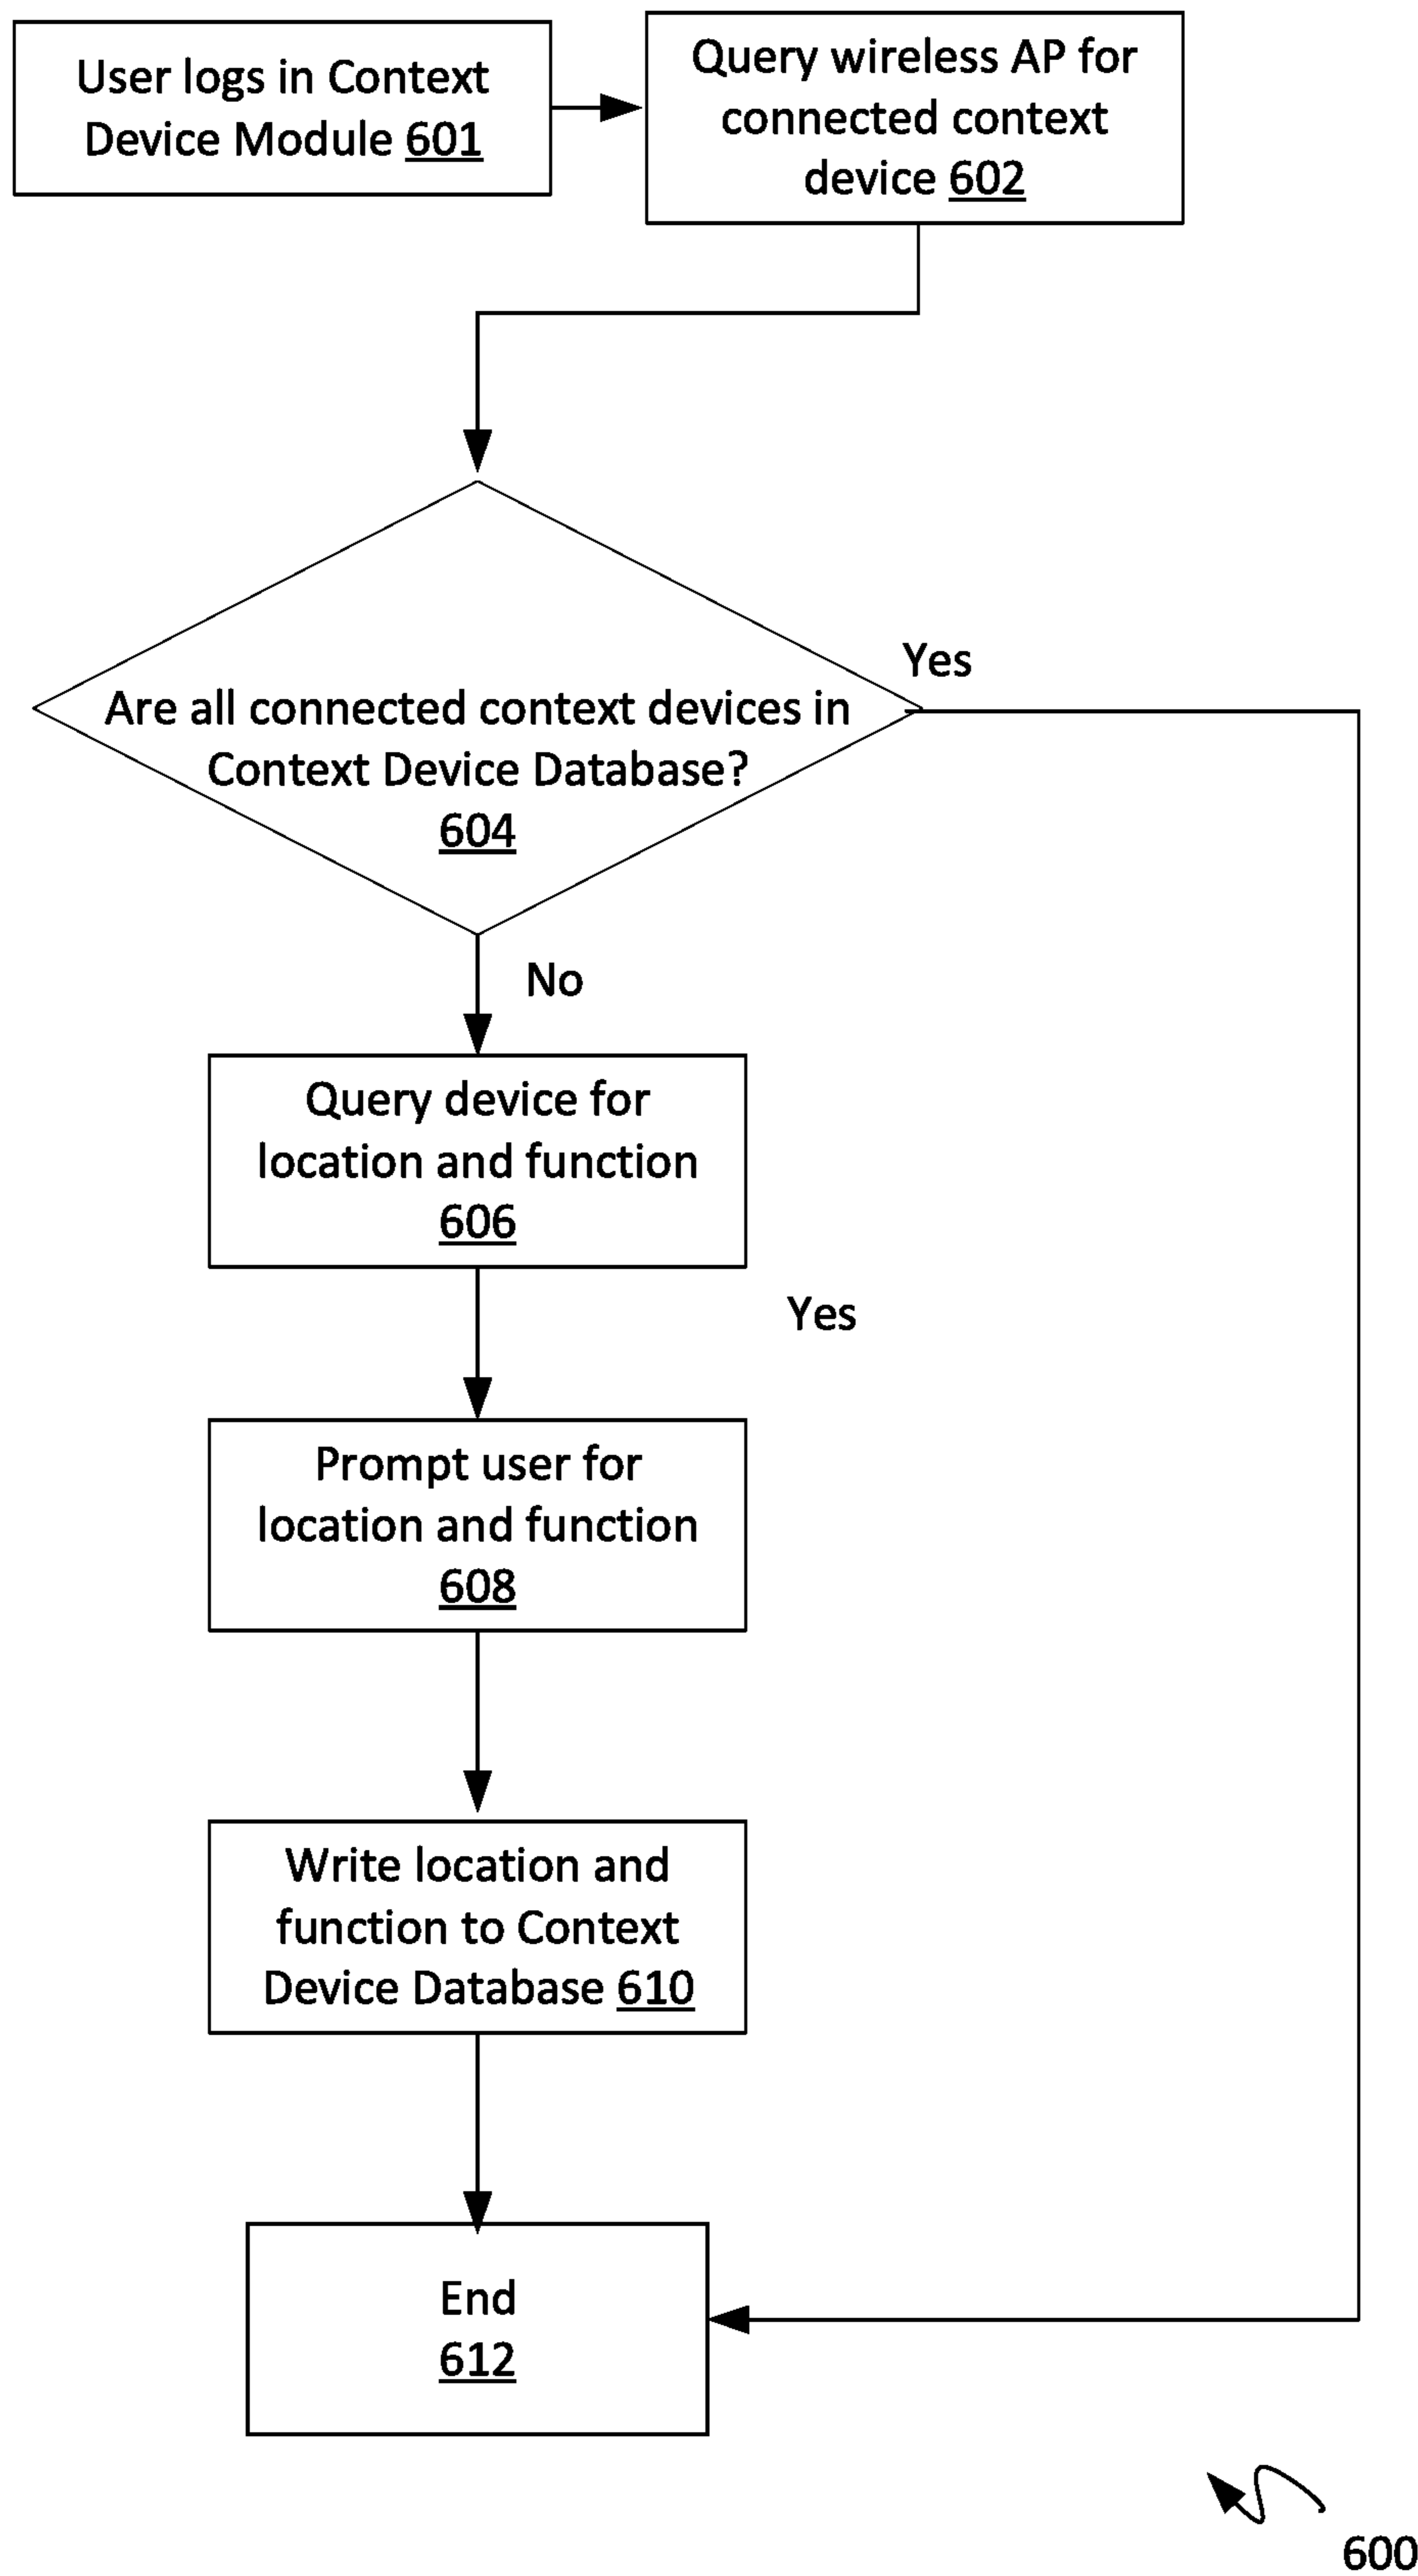 User logs in Context
Device Module 601
Query wireless AP for
connected context
device 602
Yes
Are all connected context devices in
Context Device Database?
604
No
Query device for
location and function
606
Yes
Prompt user for
location and function
608
Write location and
function to Context
Device Database 610
End
612
600